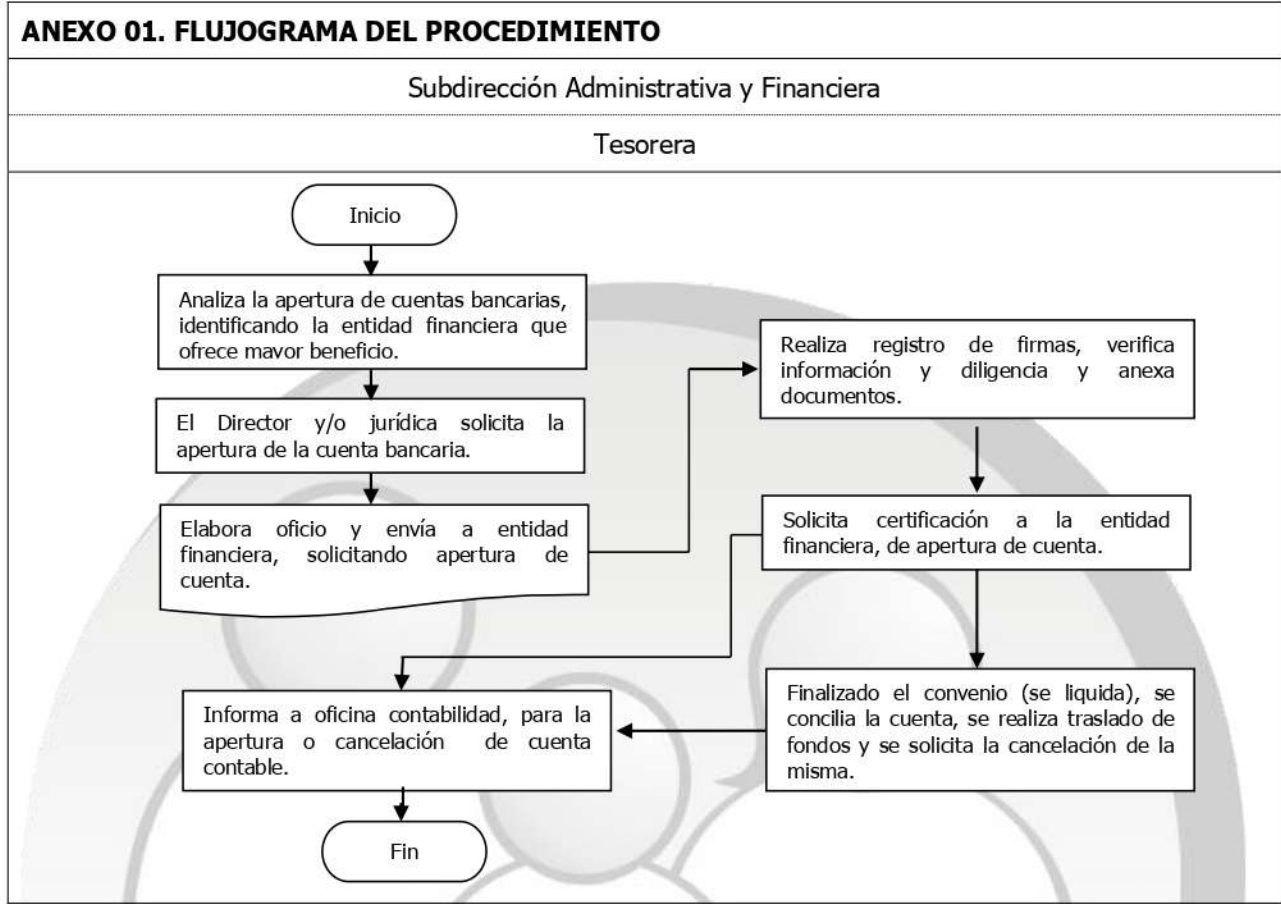 ANEXO 01. FLUJOGRAMA DEL PROCEDIMIENTO
Subdirección Administrativa y Financiera
Tesorera
Inicio
Analiza la apertura de cuentas bancarias,
identificando la entidad financiera que
ofrece mavor beneficio.
El Director y/o jurídica solicita la
apertura de la cuenta bancaria.
Elabora oficio y envía a entidad
financiera, solicitando apertura de
cuenta.
Realiza registro de firmas, verifica
información y diligencia y anexa
documentos.
Solicita certificación a la entidad
financiera, de apertura de cuenta.
Finalizado el convenio (se liquida), se
concilia la cuenta, se realiza traslado de
fondos y se solicita la cancelación de la
misma.
Informa a oficina contabilidad, para la
apertura o cancelación de cuenta
contable.
Fin